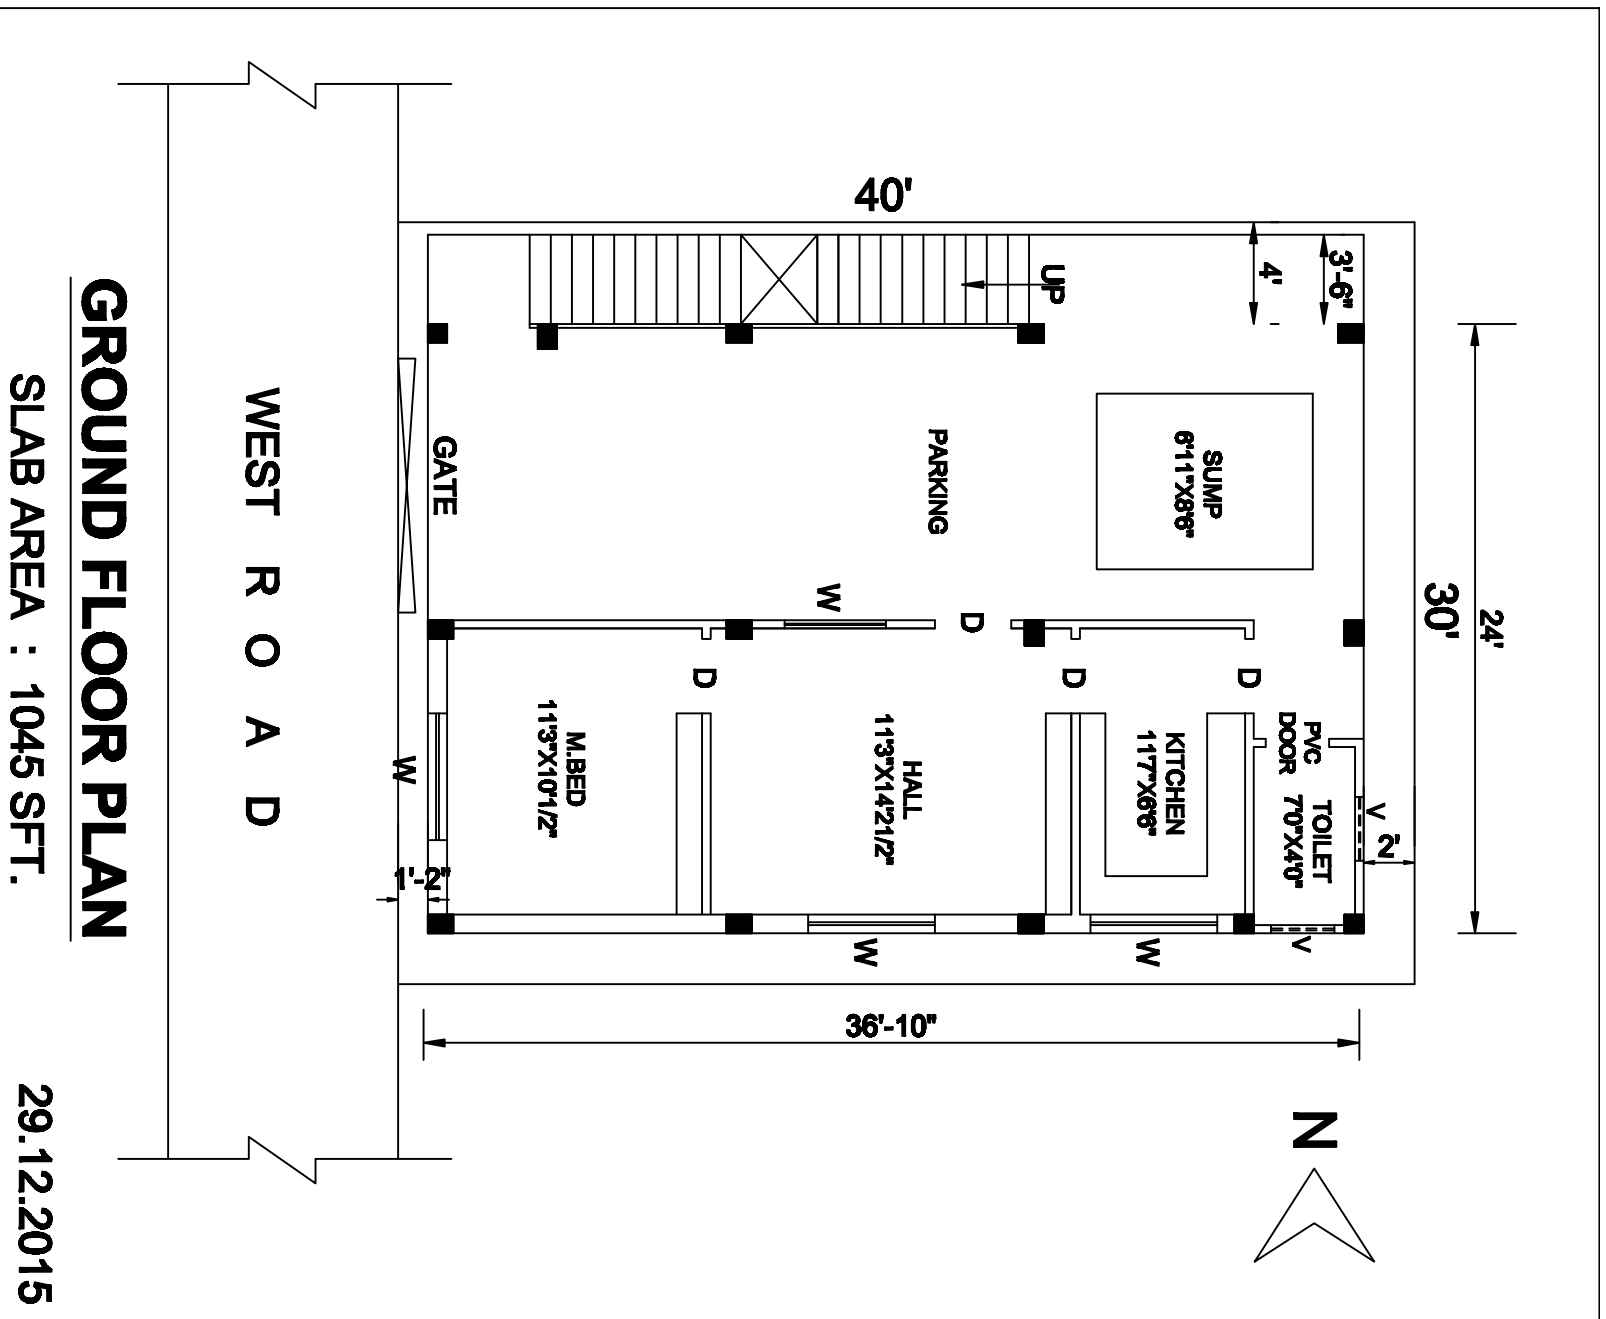 40'
3'-6"
4'
UP
24'
30'
SUMP
6'11"X8'6"
PARKING
GATE
W
D
D
D
D
PVC
DOOR
TOILET
7'0"X4'0"
V
2'
KITCHEN
11'7"X6'6"
HALL
11'3"X14'21/2"
M.BED
11'3"X10'1/2"
W
1'-2"
W
W
V
36'-10"
N
WEST ROAD
GROUND FLOOR PLAN
SLAB AREA : 1045 SFT.
29.12.2015